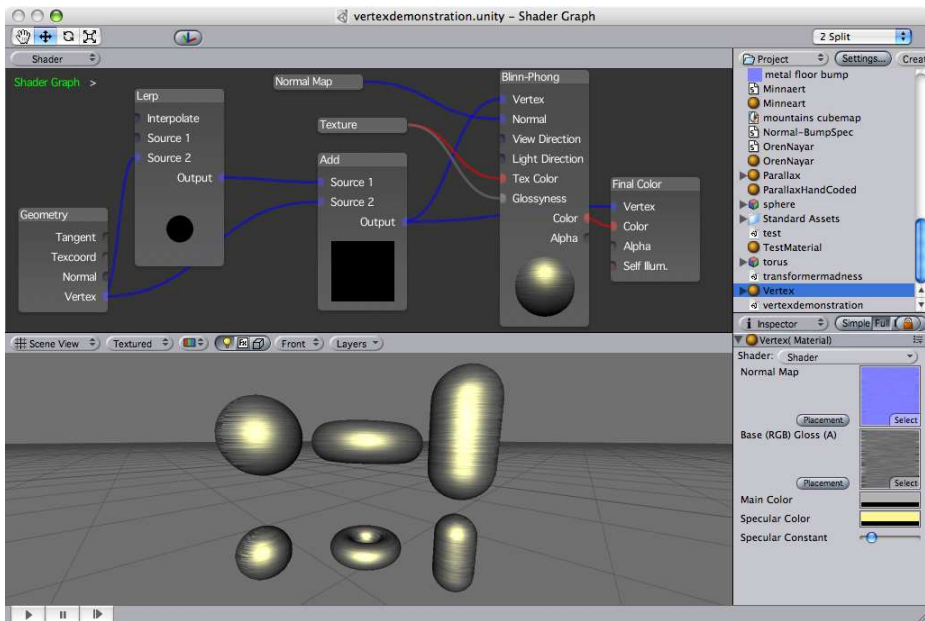 vertexdemonstration.unity – Shader Graph
2 Split
Shader
Shader Graph >
Lerp
Interpolate
Source 1
Source 2
Output
Geometry
Tangent
Texcoord
Normal
Vertex
Normal Map
Texture
Add
Source 1
Source 2
Output
Blinn-Phong
Vertex
Normal
View Direction
Light Direction
Tex Color
Glossyness
Color
Alpha
Final Color
Vertex
Color
Alpha
Self Illum.
Project
Settings...
Creat
metal floor bump
Minnaert
Minneart
mountains cubemap
Normal-BumpSpec
OrenNayar
OrenNayar
Parallax
ParallaxHandCoded
sphere
Standard Assets
test
TestMaterial
torus
transformermadness
Vertex
vertexdemonstration
Scene View
Textured
Front
Layers
Inspector
Simple
Full
Vertex( Material)
Shader:
Shader
Normal Map
Placement
Select
Base (RGB) Gloss (A)
Placement
Select
Main Color
Specular Color
Specular Constant